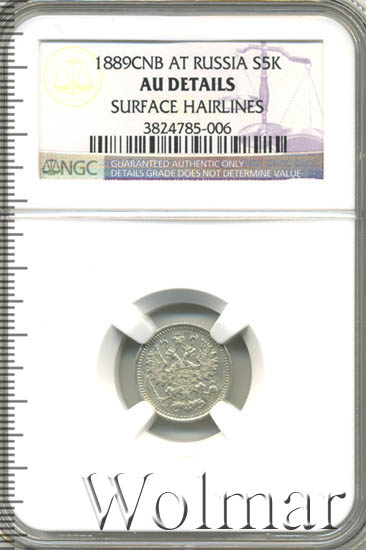 1889CNB AT RUSSIA S5K
AU DETAILS
SURFACE HAIRLINES
3824785-006
NGC
GUARANTEED AUTHENTIC ONLY
DETAILS GRADE DOES NOT DETERMINE VALUE
Wolmar